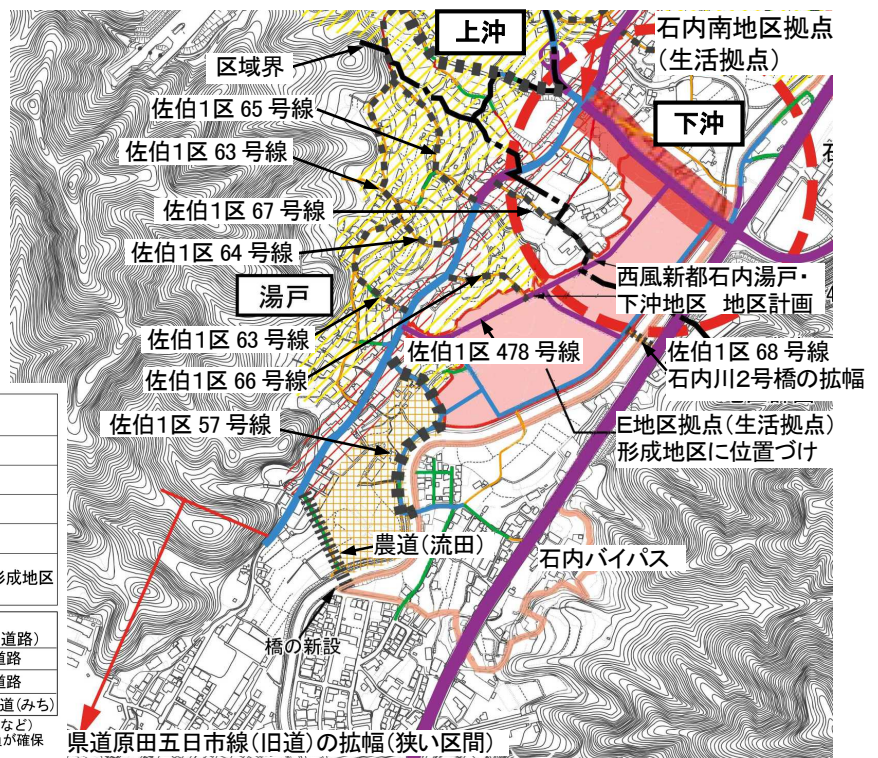 上沖
石内南地区拠点
(生活拠点)
区域界
下沖
佐伯1区 65 号線
佐伯1区 63 号線
佐伯1区 67 号線
佐伯1区 64 号線
湯戸
西風新都石内湯戸・
下沖地区 地区計画
佐伯1区 63 号線
佐伯1区 478 号線
佐伯1区 68 号線
石内川2号橋の拡幅
佐伯1区 66 号線
佐伯1区 57 号線
E地区拠点(生活拠点)
形成地区に位置づけ
農道(流田)
石内バイパス
形成地区
道路)
道路
道路
道(みち)
など)
が確保
橋の新設
県道原田五日市線(旧道)の拡幅(狭い区間)